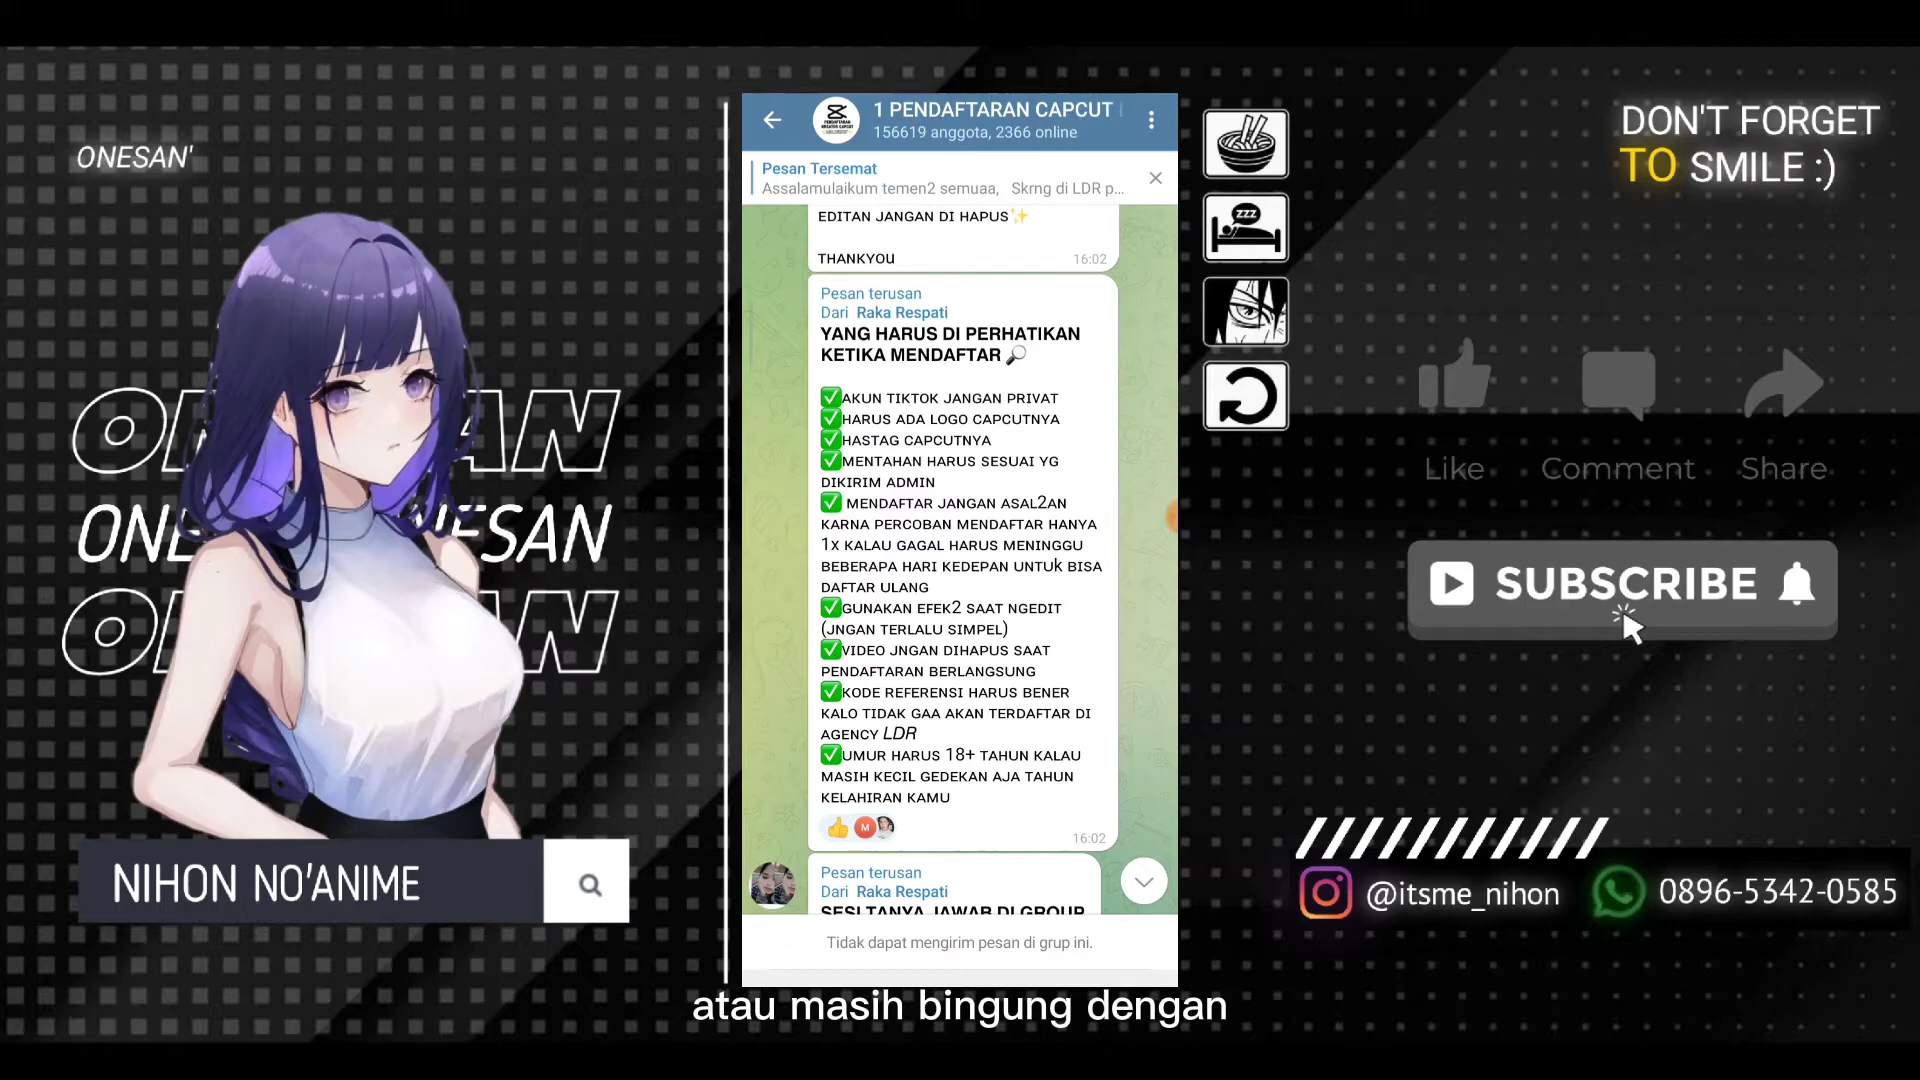 ONESAN'
NIHON NO'ANIME
1 PENDAFTARAN CAPCUT
156619 anggota, 2366 online
Pesan Tersemat
Assalamulaikum temen2 semuaa, Skrng di LDR p...
EDITAN JANGAN DI HAPUS✨
THANKYOU
16:02
Pesan terusan
Dari Raka Respati
YANG HARUS DI PERHATIKAN
KETIKA MENDAFTAR 🔎
✅AKUN TIKTOK JANGAN PRIVAT
✅HARUS ADA LOGO CAPCUTNYA
✅HASTAG CAPCUTNYA
✅MENTAHAN HARUS SESUAI YG
DIKIRIM ADMIN
✅ MENDAFTAR JANGAN ASAL2AN
KARNA PERCOBAN MENDAFTAR HANYA
1X KALAU GAGAL HARUS MENINGGU
BEBERAPA HARI KEDEPAN UNTUk BISA
DAFTAR ULANG
✅GUNAKAN EFEK2 SAAT NGEDIT
(JNGAN TERLALU SIMPEL)
✅VIDEO JNGAN DIHAPUS SAAT
PENDAFTARAN BERLANGSUNG
✅KODE REFERENSI HARUS BENER
KALO TIDAK GAA AKAN TERDAFTAR DI
AGENCY LDR
✅UMUR HARUS 18+ TAHUN KALAU
MASIH KECIL GEDEKAN AJA TAHUN
KELAHIRAN KAMU
M
16:02
Pesan terusan
Dari Raka Respati
SESI TANYA JAWAB DI GROUP
Tidak dapat mengirim pesan di grup ini.
atau masih bingung dengan
zzz
DON'T FORGET
TO SMILE :)
Like Comment Share
SUBSCRIBE
@itsme_nihon
0896-5342-0585